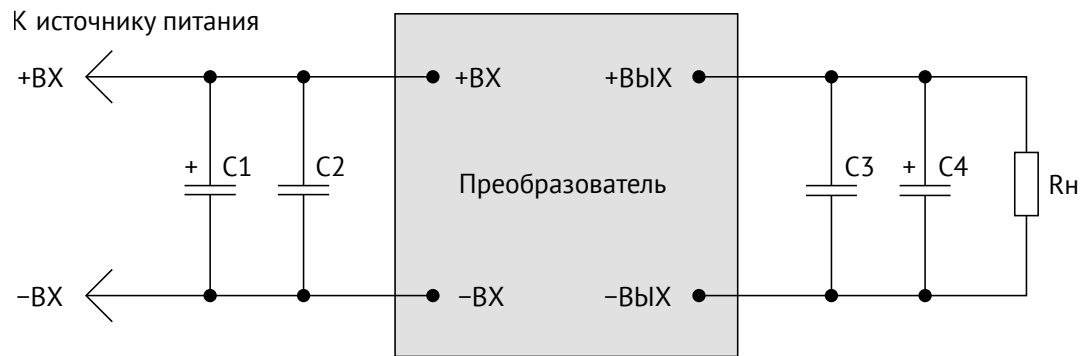 К источнику питания
+ВХ
+ВХ
+ВЫХ
+ C1
C2
Преобразователь
C3
+ C4
Rн
−ВХ
−ВХ
−ВЫХ